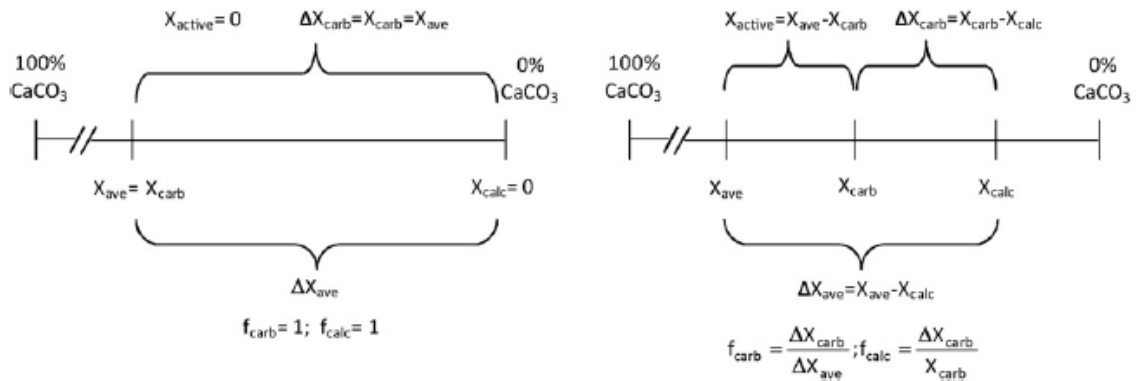 X_active= 0 ΔX_carb=X_carb=X_ave
100%
CaCO₃
0%
CaCO₃
X_ave= X_carb X_calc= 0
ΔX_ave
f_carb= 1; f_calc= 1
X_active=X_ave-X_carb ΔX_carb=X_carb-X_calc
100%
CaCO₃
0%
CaCO₃
X_ave X_carb X_calc
ΔX_ave=X_ave-X_calc
f_carb = ΔX_carb/ΔX_ave ;f_calc = ΔX_carb/X_carb